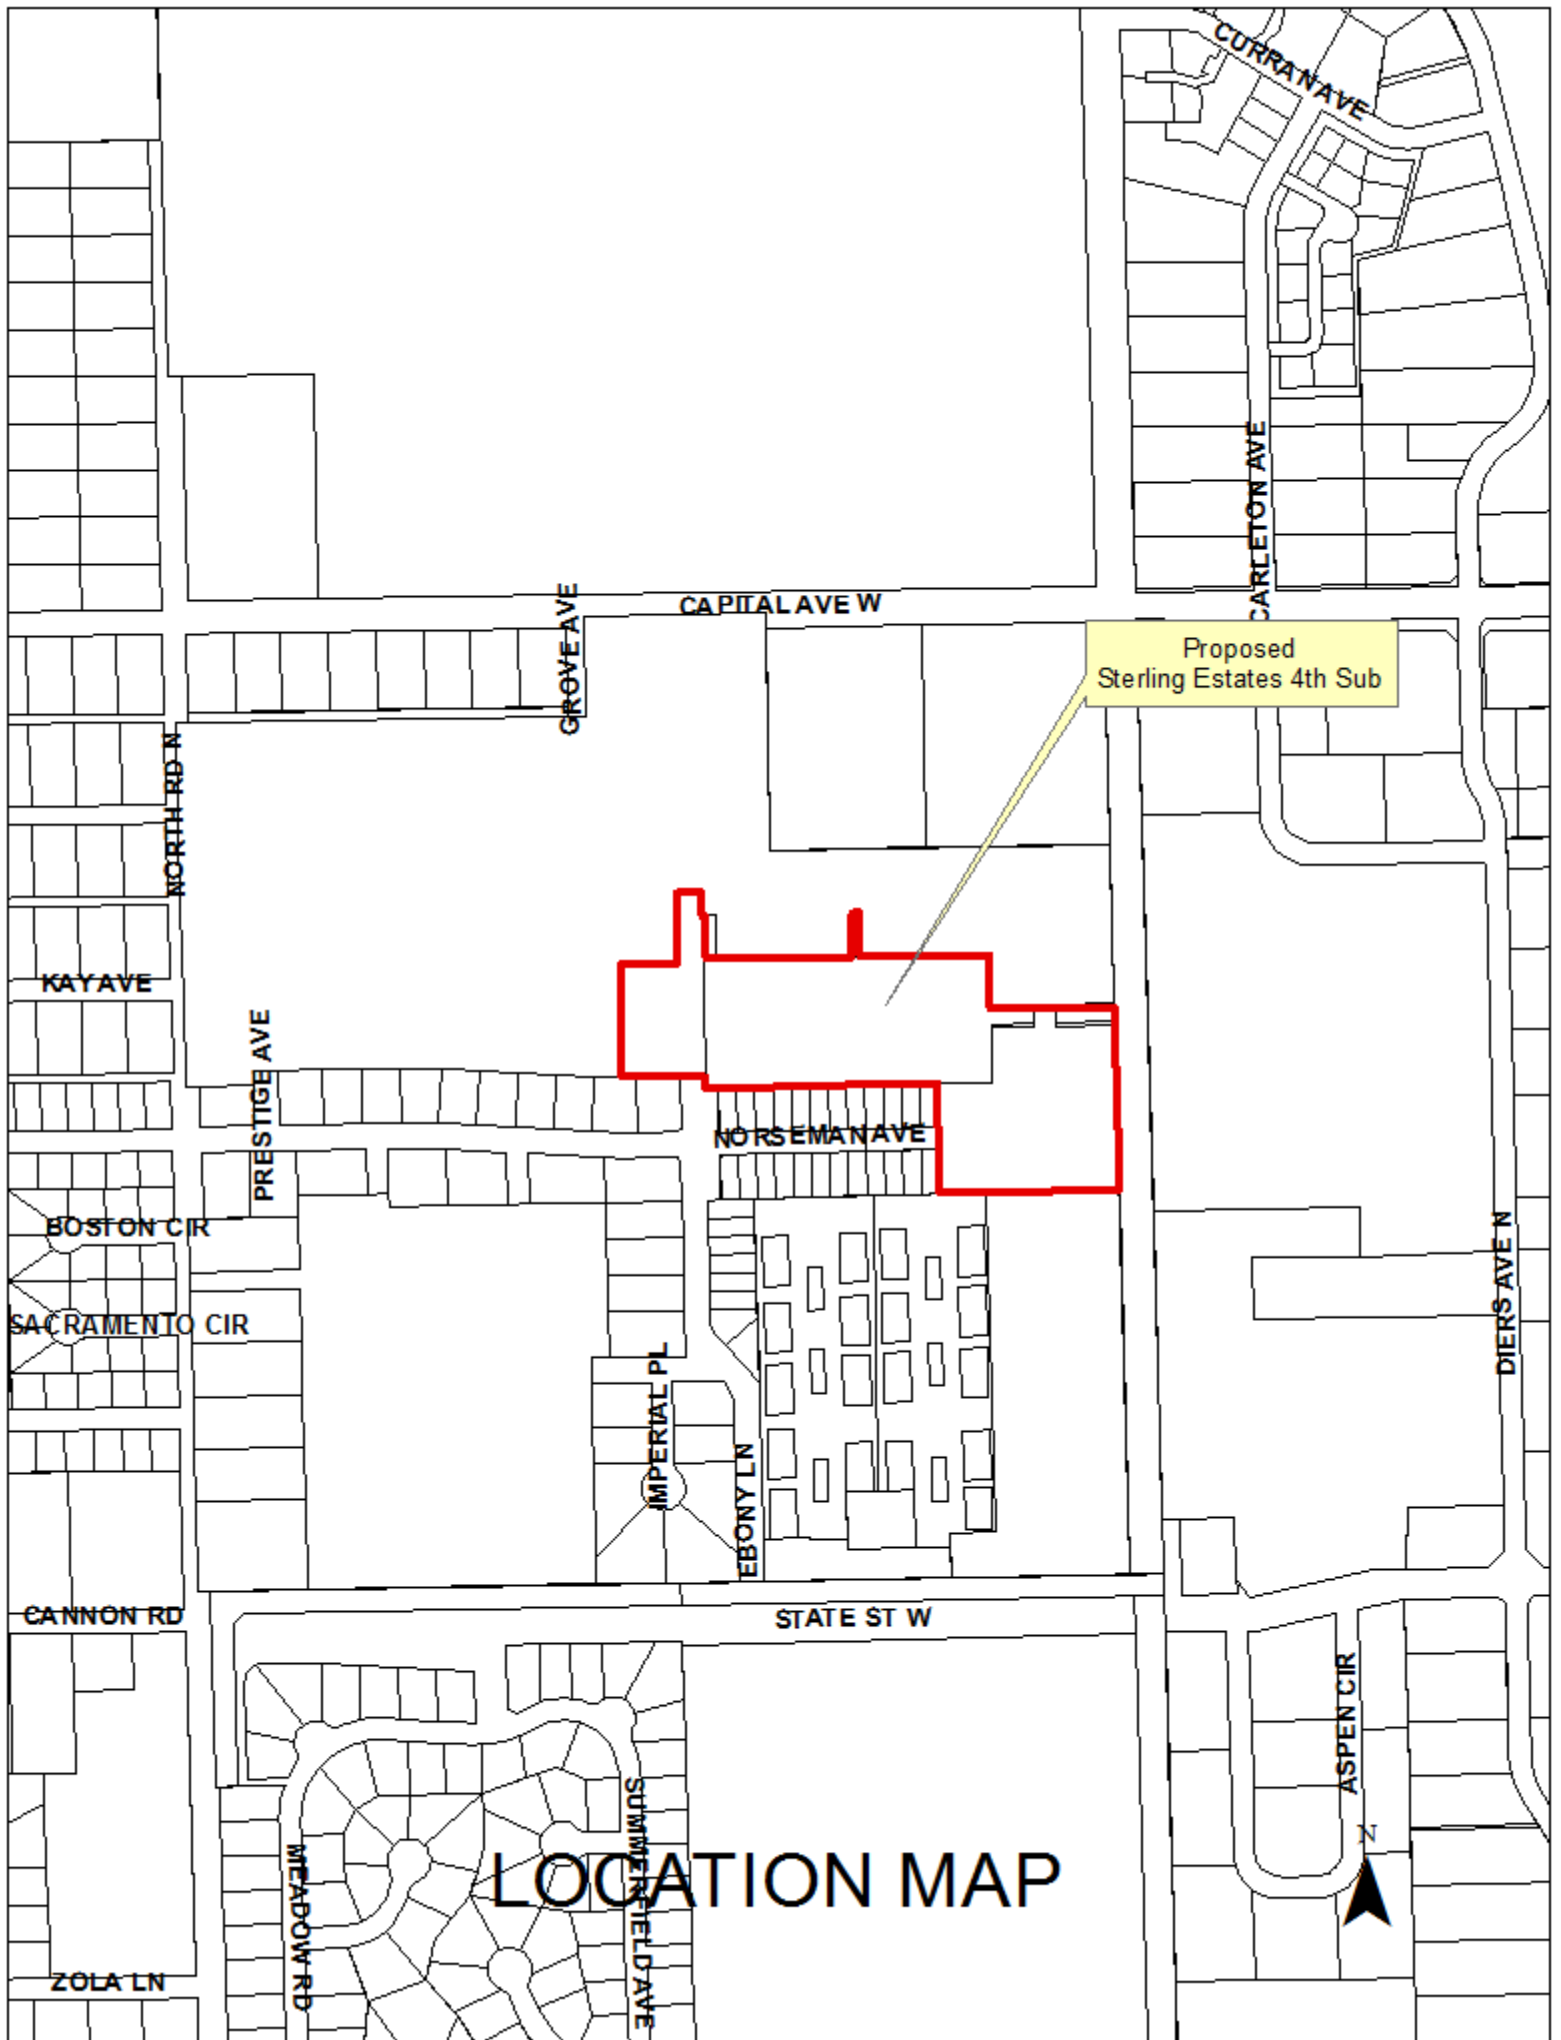 CURRAN AVE
CARLETON AVE
GROVE AVE
CAPITAL AVE W
Proposed
Sterling Estates 4th Sub
NORTH RD N
KAY AVE
PRESTIGE AVE
NORSEMAN AVE
BOSTON CIR
SACRAMENTO CIR
DIERS AVE N
IMPERIAL PL
EBONY LN
CANNON RD
STATE ST W
ASPEN CIR
SUMMERFIELD AVE
MEADOW RD
N
LOCATION MAP
ZOLA LN